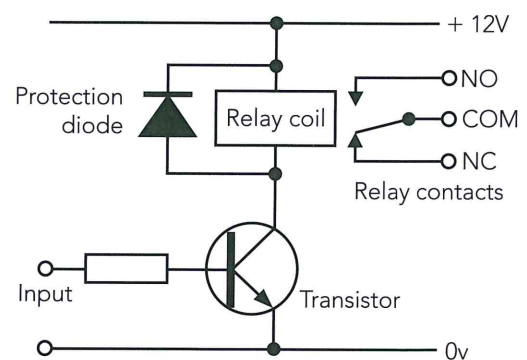 + 12V
NO
Protection
diode
Relay coil
COM
NC
Relay contacts
Input
Transistor
0v